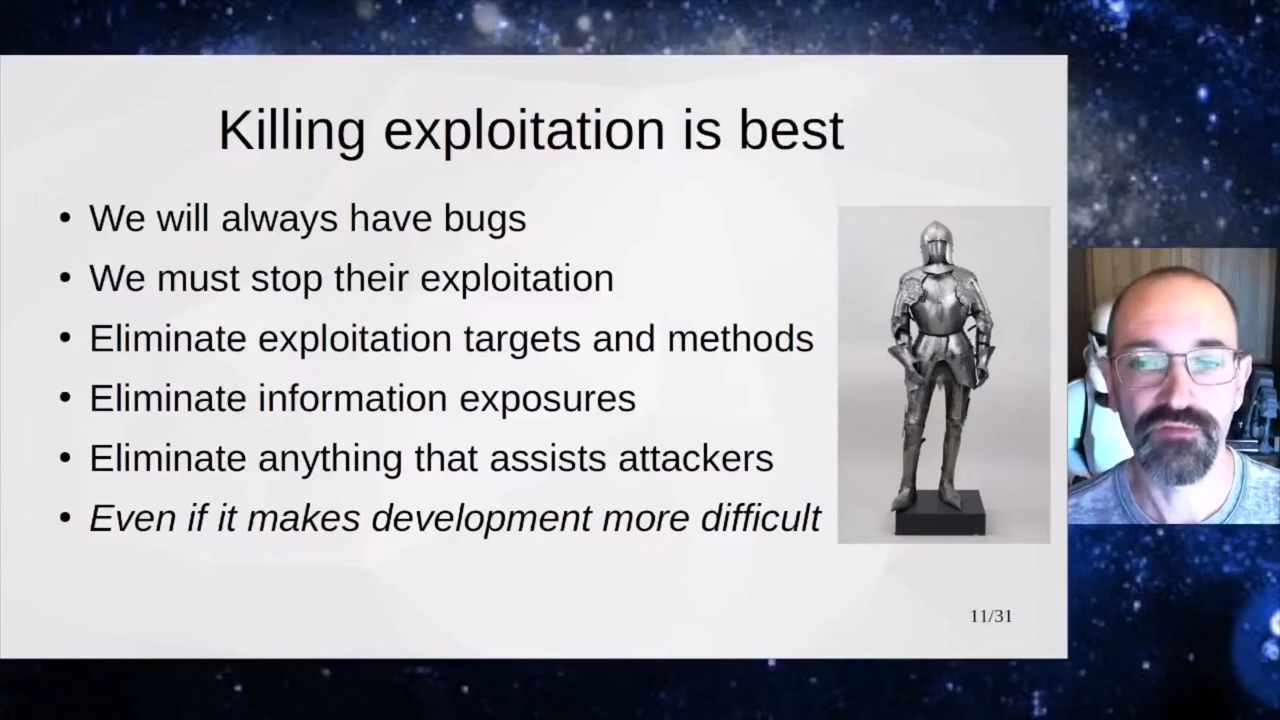 Killing exploitation is best
• We will always have bugs
• We must stop their exploitation
• Eliminate exploitation targets and methods
• Eliminate information exposures
• Eliminate anything that assists attackers
• Even if it makes development more difficult
11/31